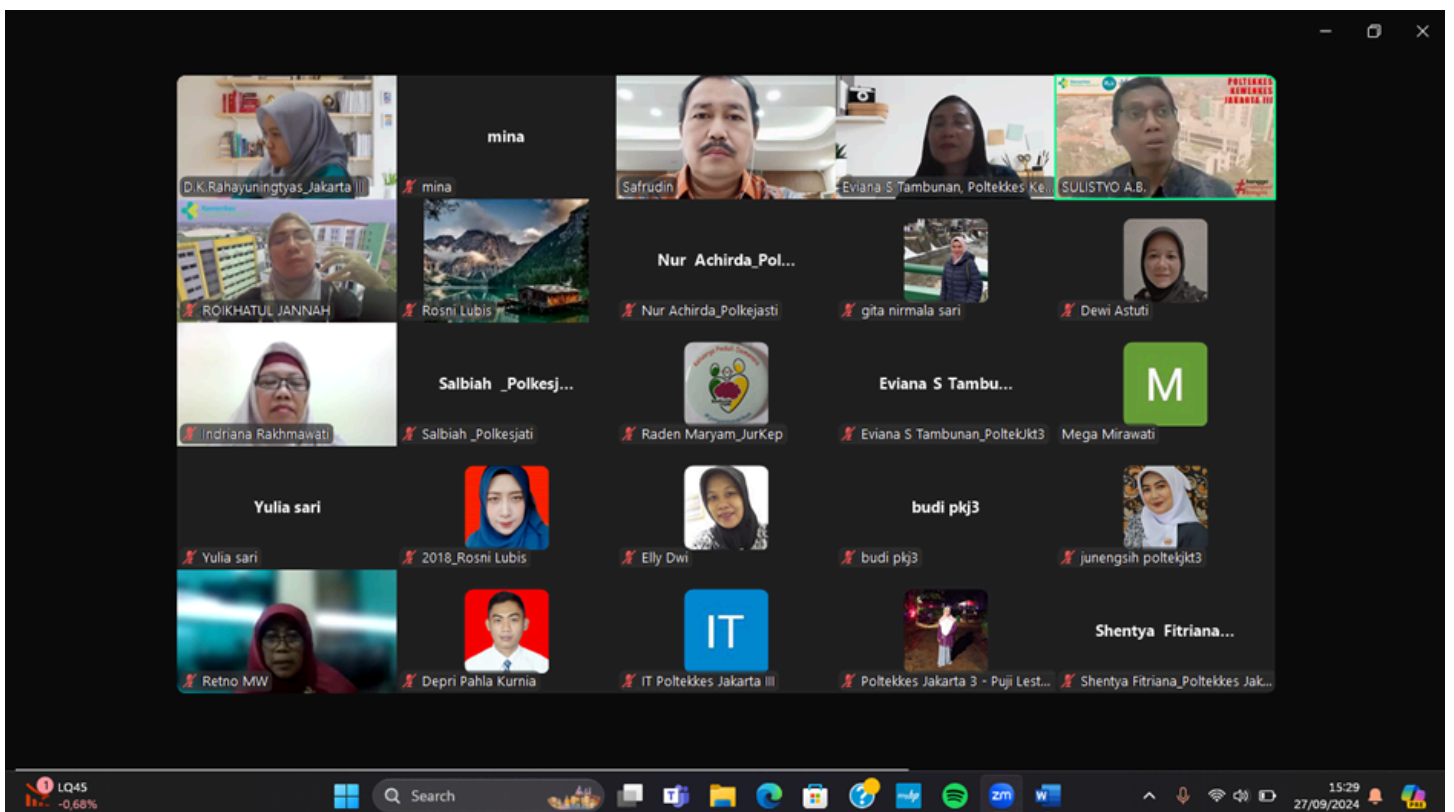 POLTEKKES
KEMENKES
JAKARTA III
D.K.Rahayuningtyas_Jakarta III
mina
mina
Safrudin
Eviana S Tambunan, Poltekkes Ke...
SULISTYO A.B.
Kemenkes
ROIKHATUL JANNAH
Rosni Lubis
Nur Achirda_Pol...
Nur Achirda_Polkejasti
gita nirmala sari
Dewi Astuti
Indriana Rakhmawati
Salbiah _Polkesj...
Salbiah _Polkesjati
Raden Maryam_JurKep
Eviana S Tambu...
Eviana S Tambunan_PoltekJkt3
M
Mega Mirawati
Yulia sari
Yulia sari
2018_Rosni Lubis
Elly Dwi
budi pkj3
budi pkj3
junengsih poltekjkt3
Retno MW
Depri Pahla Kurnia
IT
IT Poltekkes Jakarta III
Poltekkes Jakarta 3 - Puji Lest...
Shentya Fitriana...
Shentya Fitriana_Poltekkes Jak...
1
LQ45
-0,68%
Search
zm
15:29
27/09/2024